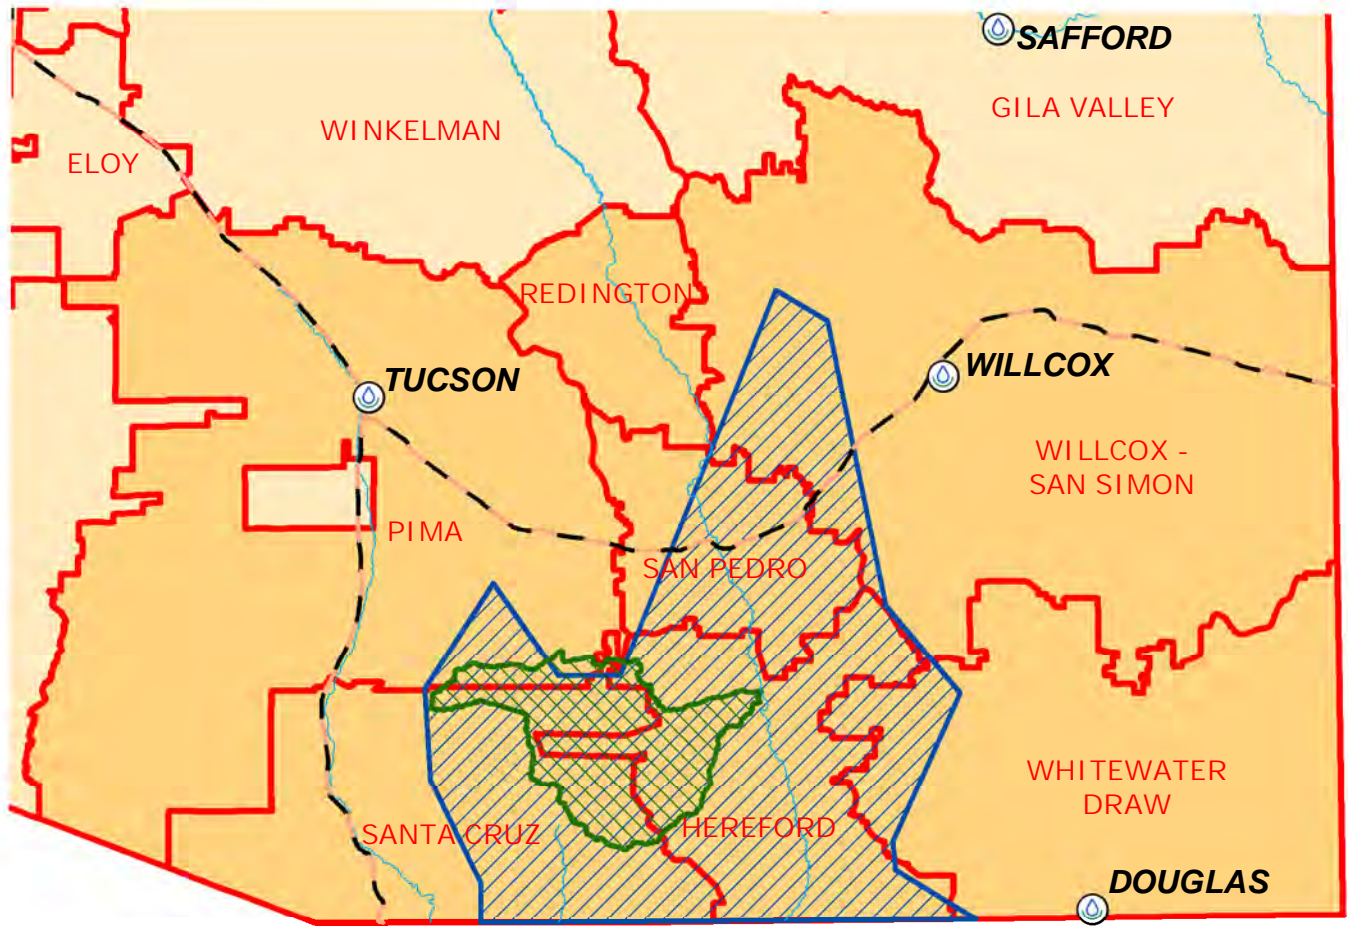 SAFFORD
GILA VALLEY
WINKELMAN
ELOY
REDINGTON
WILLCOX
TUCSON
WILLCOX -
SAN SIMON
PIMA
SAN PEDRO
WHITEWATER
DRAW
SANTA CRUZ
HEREFORD
DOUGLAS